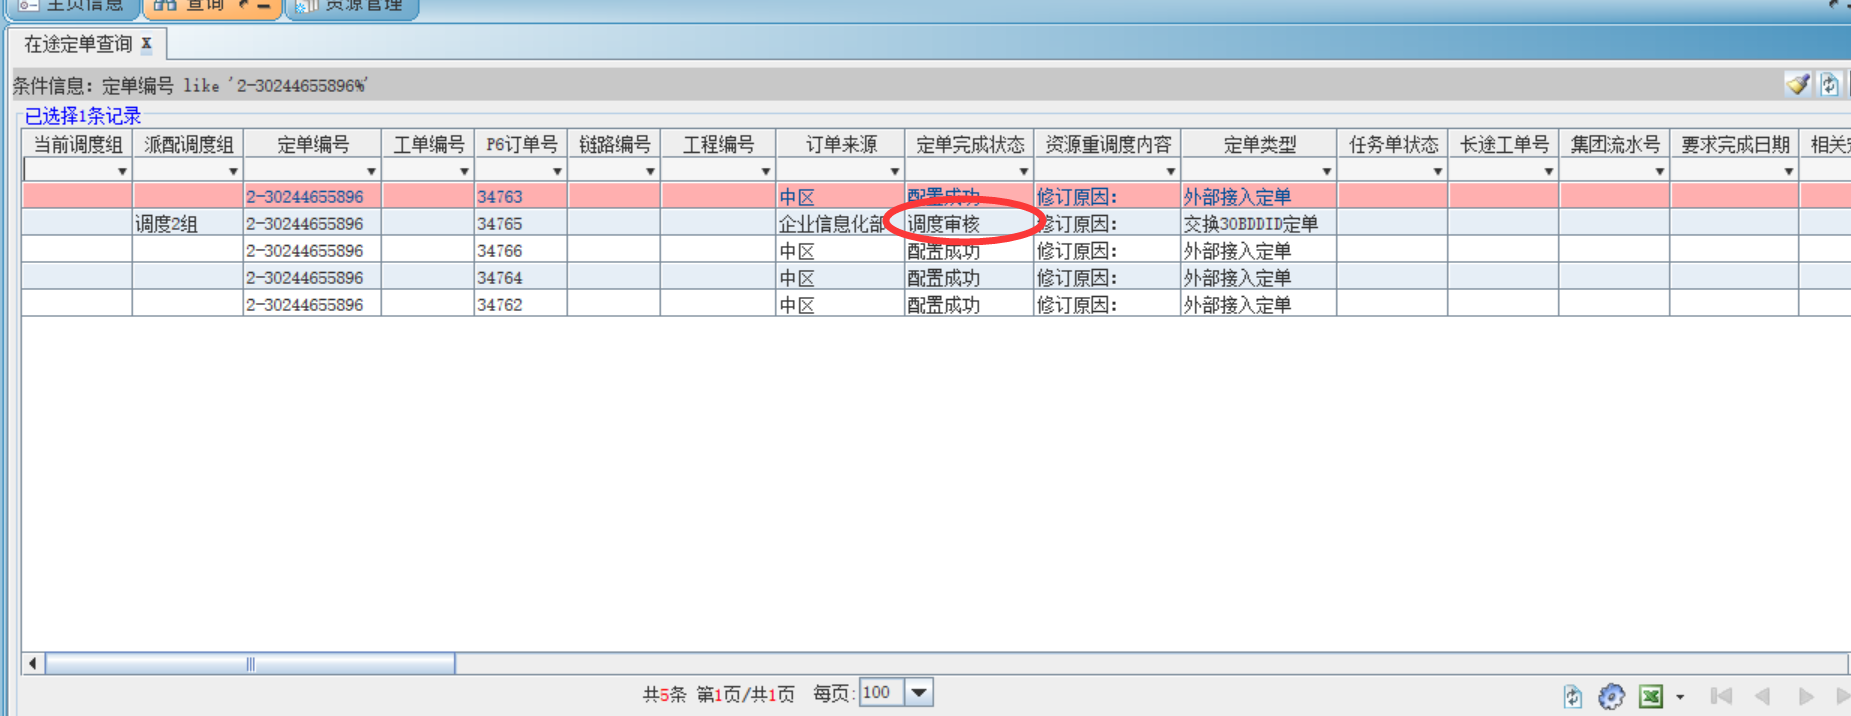 主页信息 查询 资源管理
在途定单查询 X
条件信息: 定单编号 like '2-30244655896%'
已选择1条记录
当前调度组 派配调度组 定单编号 工单编号 P6订单号 链路编号 工程编号 订单来源 定单完成状态 资源重调度内容 定单类型 任务单状态 长途工单号 集团流水号 要求完成日期 相关
2-30244655896 34763 中区 配置成功 修订原因: 外部接入定单
调度2组 2-30244655896 34765 企业信息化部 调度审核 修订原因: 交换30BDDID定单
2-30244655896 34766 中区 配置成功 修订原因: 外部接入定单
2-30244655896 34764 中区 配置成功 修订原因: 外部接入定单
2-30244655896 34762 中区 配置成功 修订原因: 外部接入定单
共5条 第1页/共1页 每页: 100